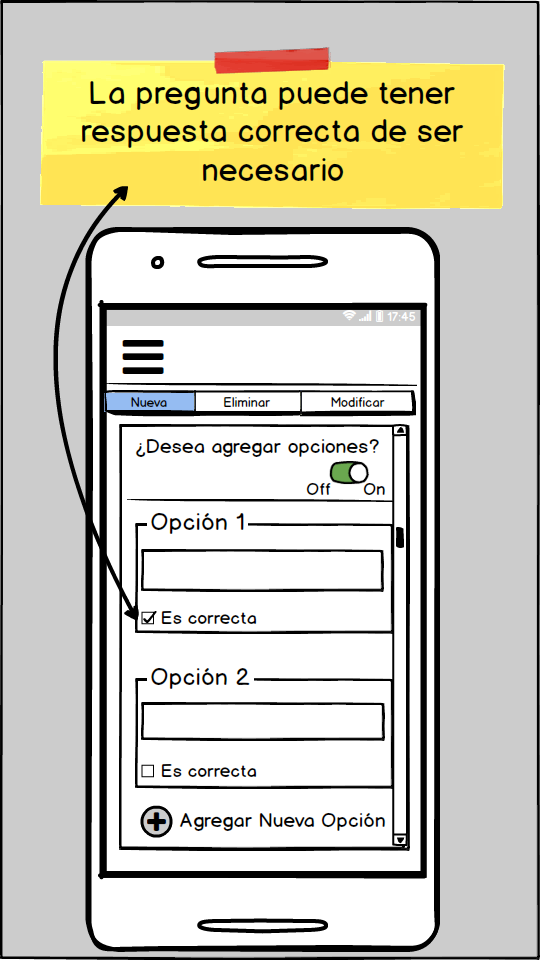 La pregunta puede tener
respuesta correcta de ser
necesario
17:45
Nueva Eliminar Modificar
¿Desea agregar opciones?
Off On
Opción 1
Es correcta
Opción 2
Es correcta
Agregar Nueva Opción